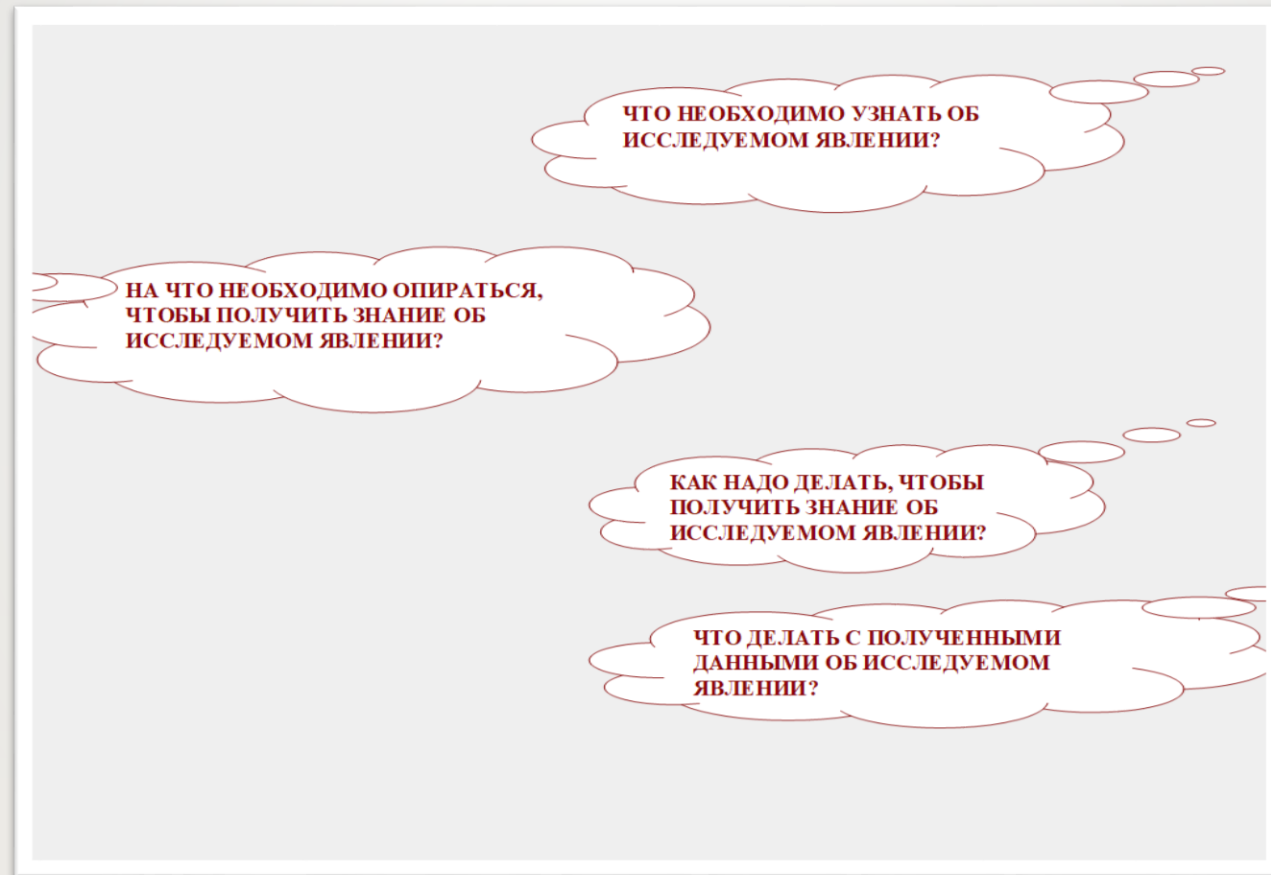 ЧТО НЕОБХОДИМО УЗНАТЬ ОБ
ИССЛЕДУЕМОМ ЯВЛЕНИИ?
НА ЧТО НЕОБХОДИМО ОПИРАТЬСЯ,
ЧТОБЫ ПОЛУЧИТЬ ЗНАНИЕ ОБ
ИССЛЕДУЕМОМ ЯВЛЕНИИ?
КАК НАДО ДЕЛАТЬ, ЧТОБЫ
ПОЛУЧИТЬ ЗНАНИЕ ОБ
ИССЛЕДУЕМОМ ЯВЛЕНИИ?
ЧТО ДЕЛАТЬ С ПОЛУЧЕННЫМИ
ДАННЫМИ ОБ ИССЛЕДУЕМОМ
ЯВЛЕНИИ?